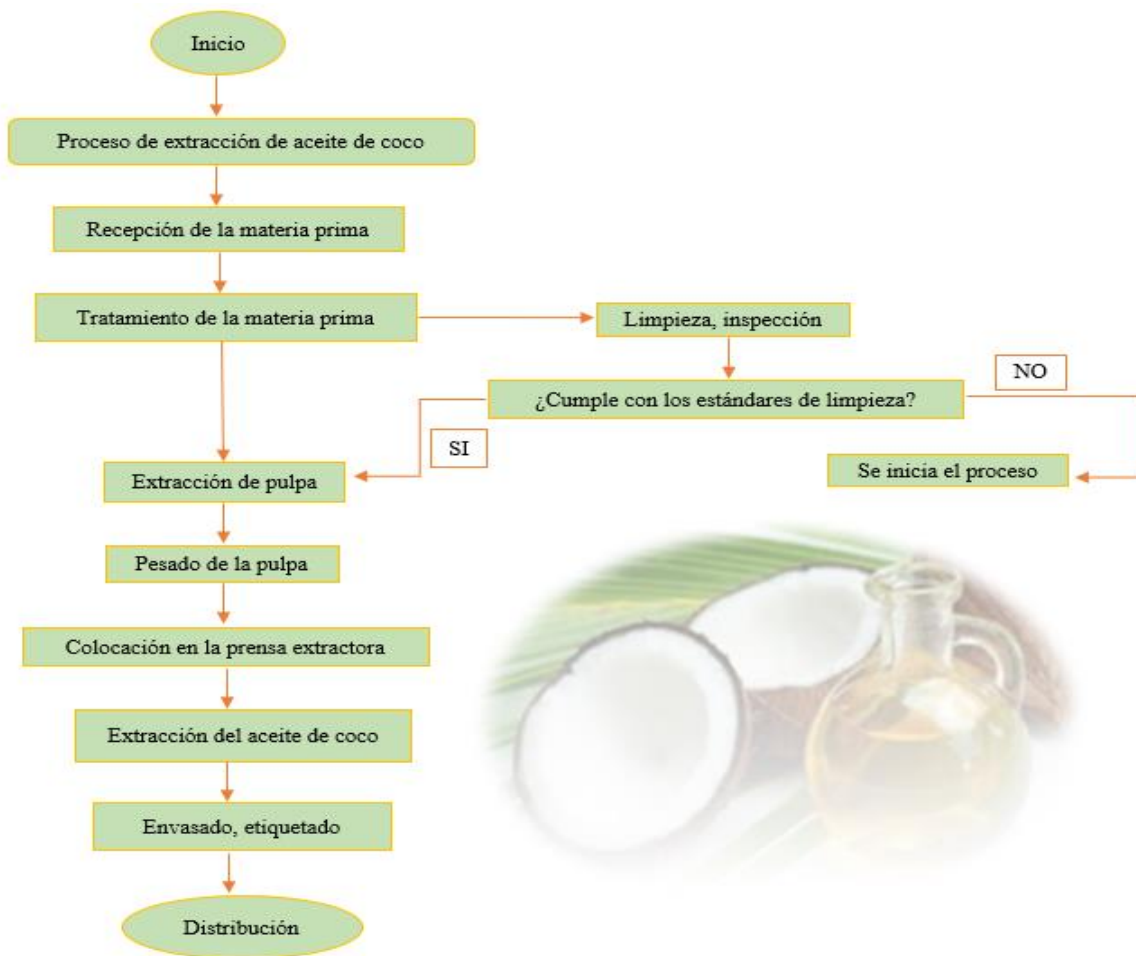 Inicio
Proceso de extracción de aceite de coco
Recepción de la materia prima
Tratamiento de la materia prima
Limpieza, inspección
¿Cumple con los estándares de limpieza?
NO
SI
Se inicia el proceso
Extracción de pulpa
Pesado de la pulpa
Colocación en la prensa extractora
Extracción del aceite de coco
Envasado, etiquetado
Distribución